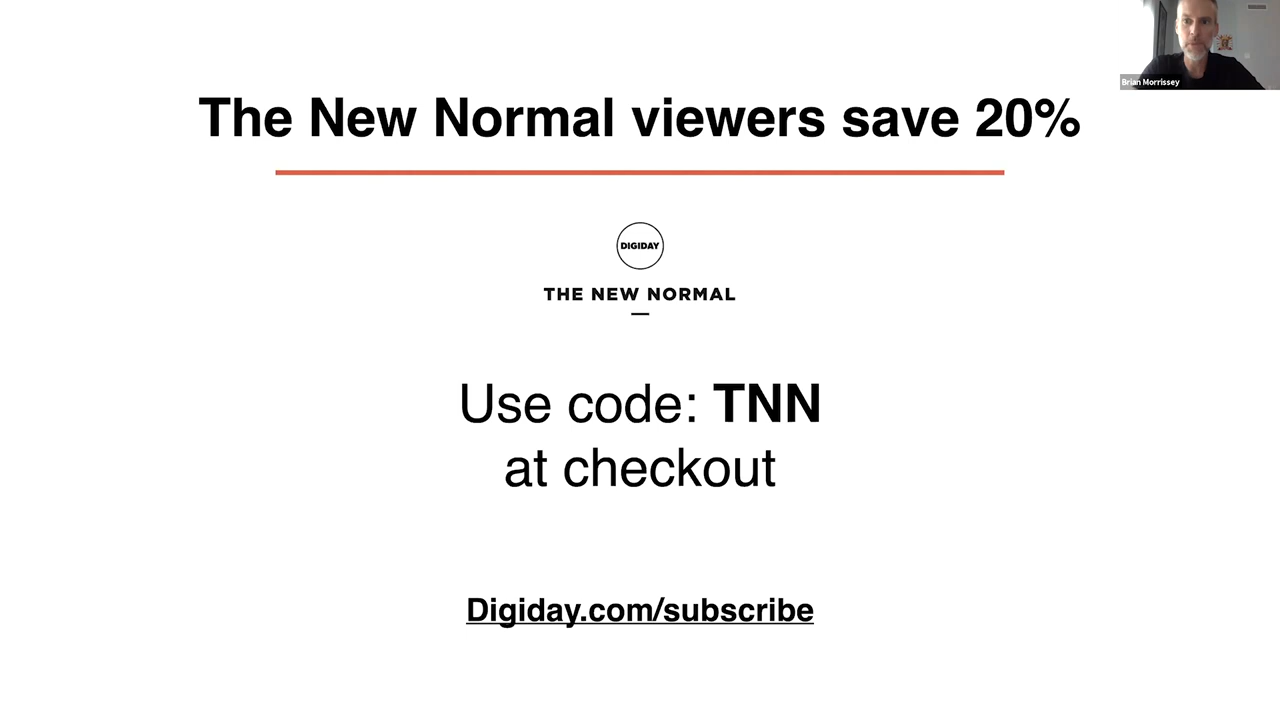 The New Normal viewers save 20%
Brian Morrissey
DIGIDAY
THE NEW NORMAL
Use code: TNN
at checkout
Digiday.com/subscribe